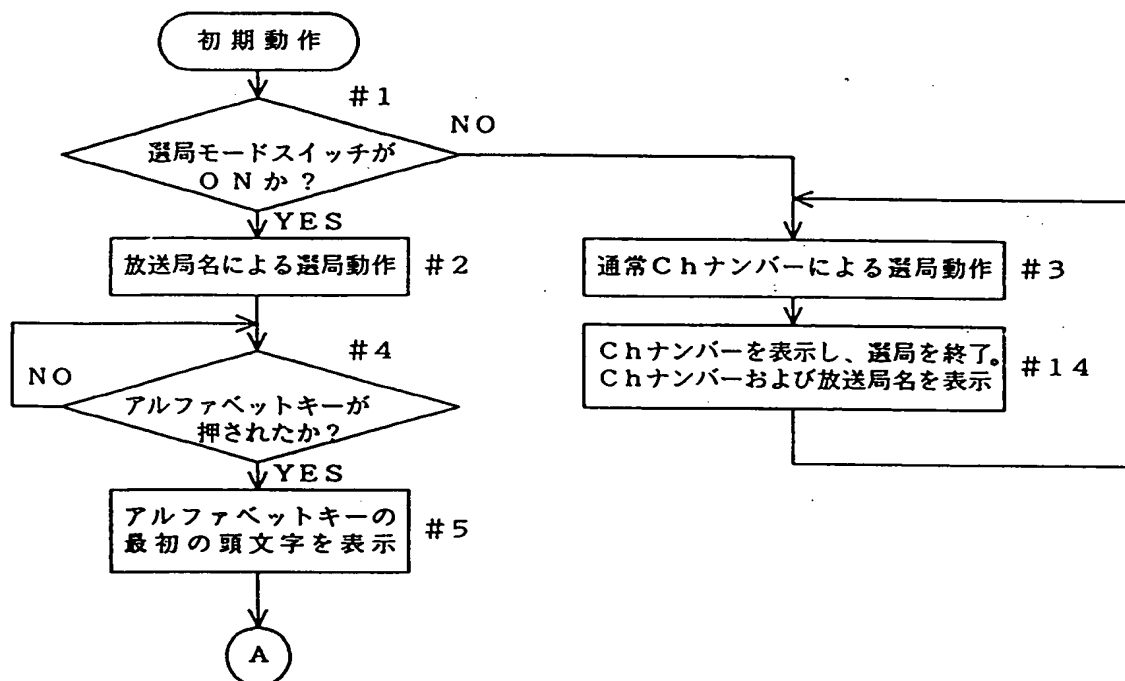 初期動作
#1
NO
選局モードスイッチが
ONか？
YES
放送局名による選局動作
#2
通常Chナンバーによる選局動作
#3
#4
NO
アルファベットキーが
押されたか？
YES
Chナンバーを表示し、選局を終了。
Chナンバーおよび放送局名を表示
#14
アルファベットキーの
最初の頭文字を表示
#5
A